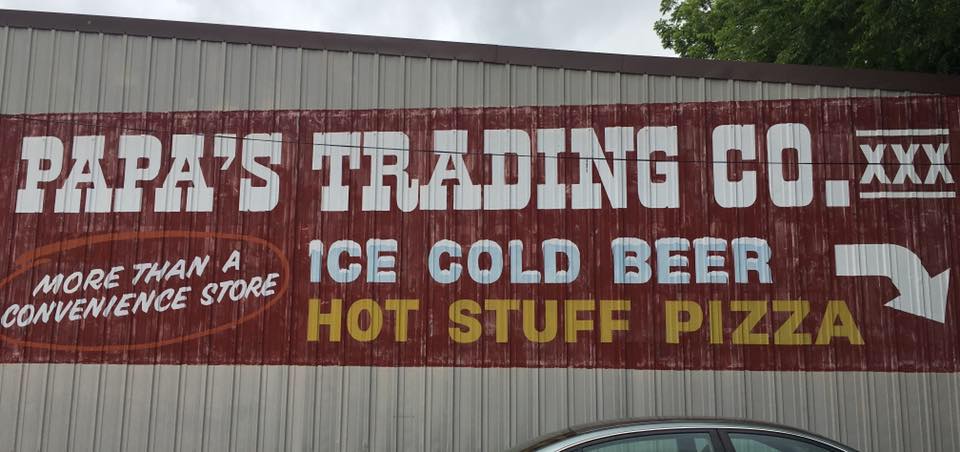 PAPA'S TRADING CO. XXX
MORE THAN A
CONVENIENCE STORE
ICE COLD BEER
HOT STUFF PIZZA